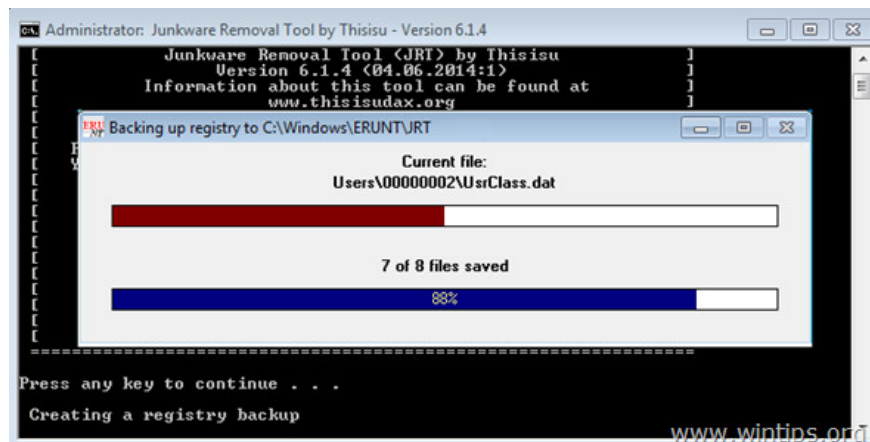 Administrator: Junkware Removal Tool by Thisisu - Version 6.1.4
[ Junkware Removal Tool (JRT) by Thisisu ]
[ Version 6.1.4 (04.06.2014:1) ]
[ Information about this tool can be found at ]
[ www.thisisudax.org ]
ERUNT
Backing up registry to C:\Windows\ERUNT\JRT
Current file:
Users\00000002\UsrClass.dat
7 of 8 files saved
88%
=================================================================
Press any key to continue . . .
Creating a registry backup
www.wintips.org